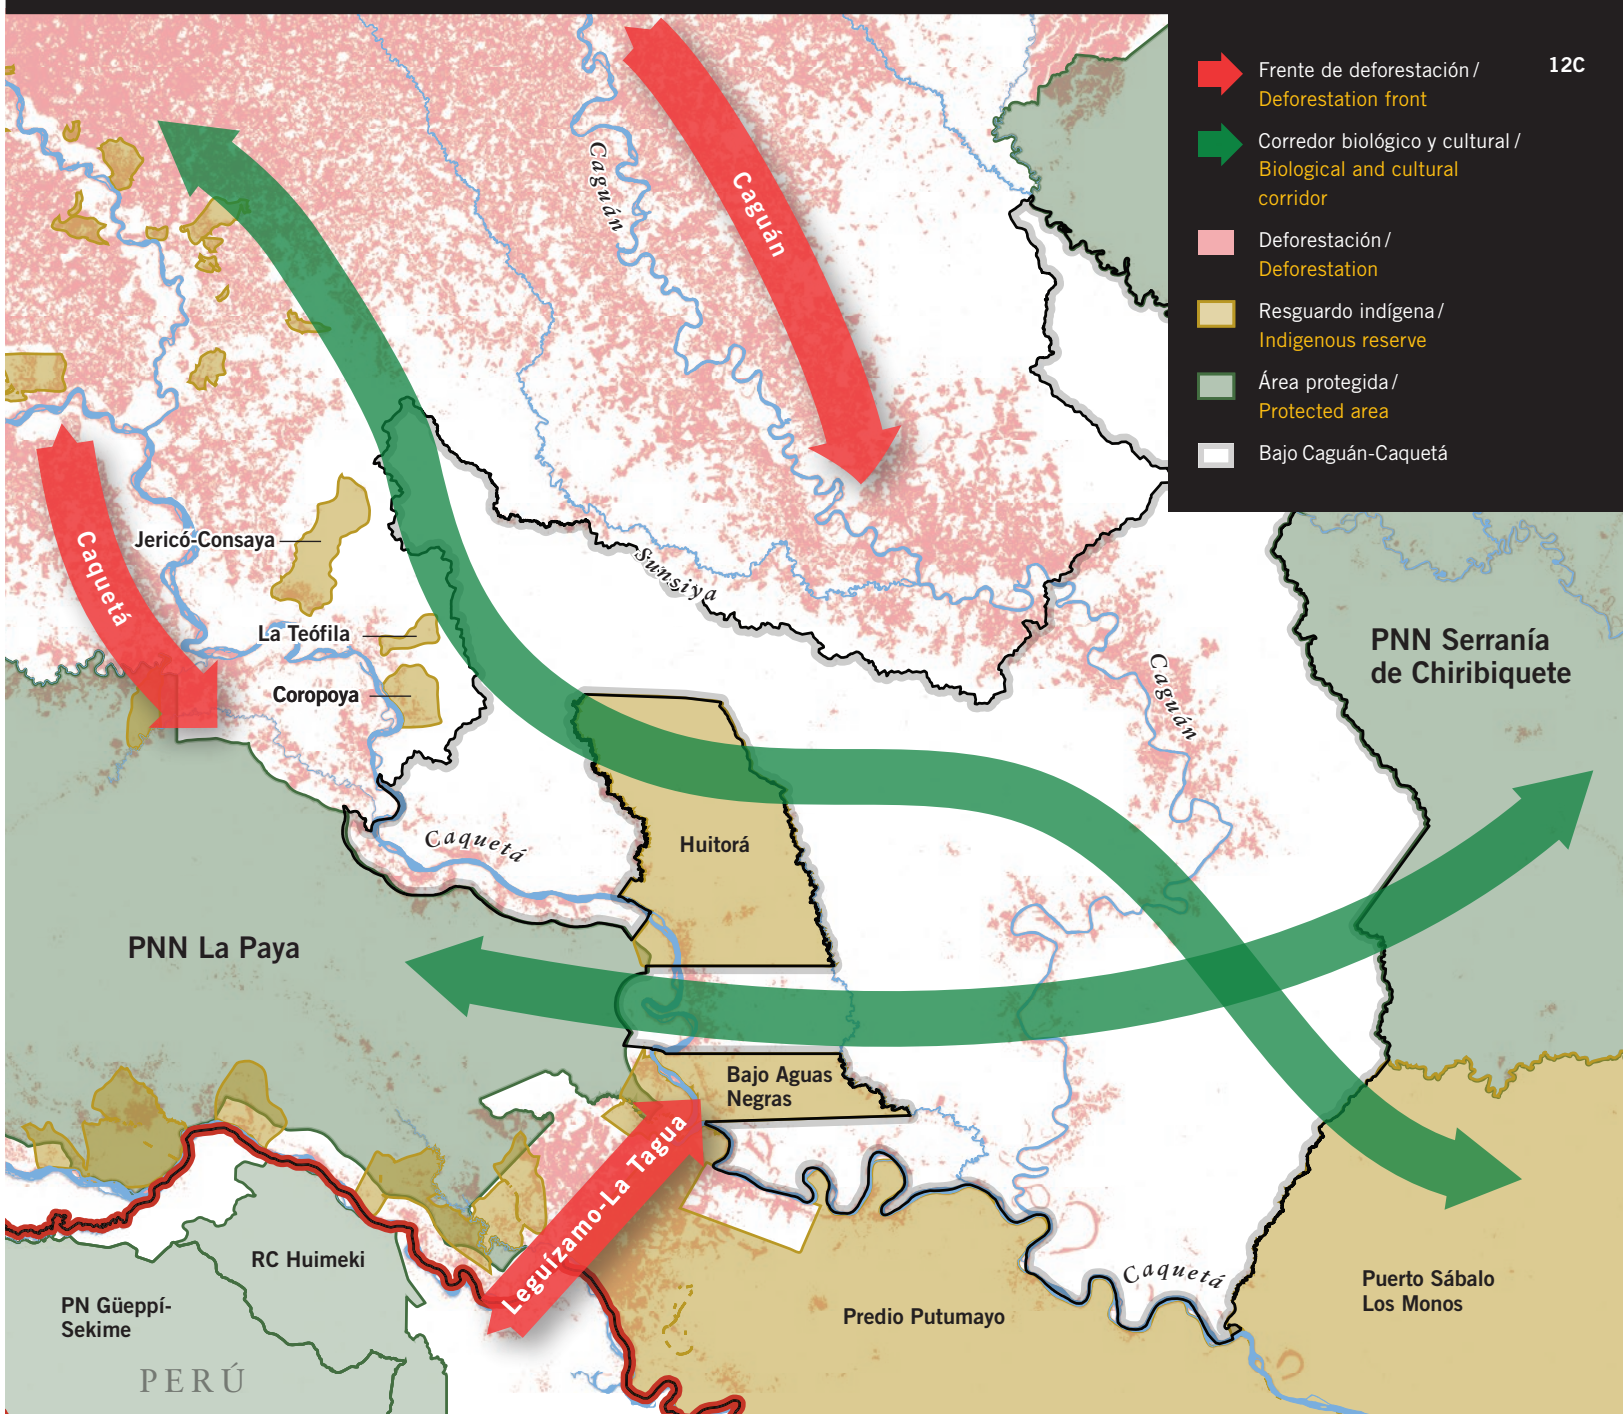 12C
Frente de deforestación /
Deforestation front
Corredor biológico y cultural /
Biological and cultural
corridor
Deforestación /
Deforestation
Resguardo indígena /
Indigenous reserve
Área protegida /
Protected area
Bajo Caguán-Caquetá
Caguán
Caguán
Caquetá
Jericó-Consaya
Sunsiya
La Teófila
Coropoya
PNN Serranía
de Chiribiquete
Caguán
Caquetá
Huitorá
PNN La Paya
Bajo Aguas
Negras
Leguízamo-La Tagua
RC Huimeki
PN Güeppí-
Sekime
PERÚ
Predio Putumayo
Caquetá
Puerto Sábalo
Los Monos